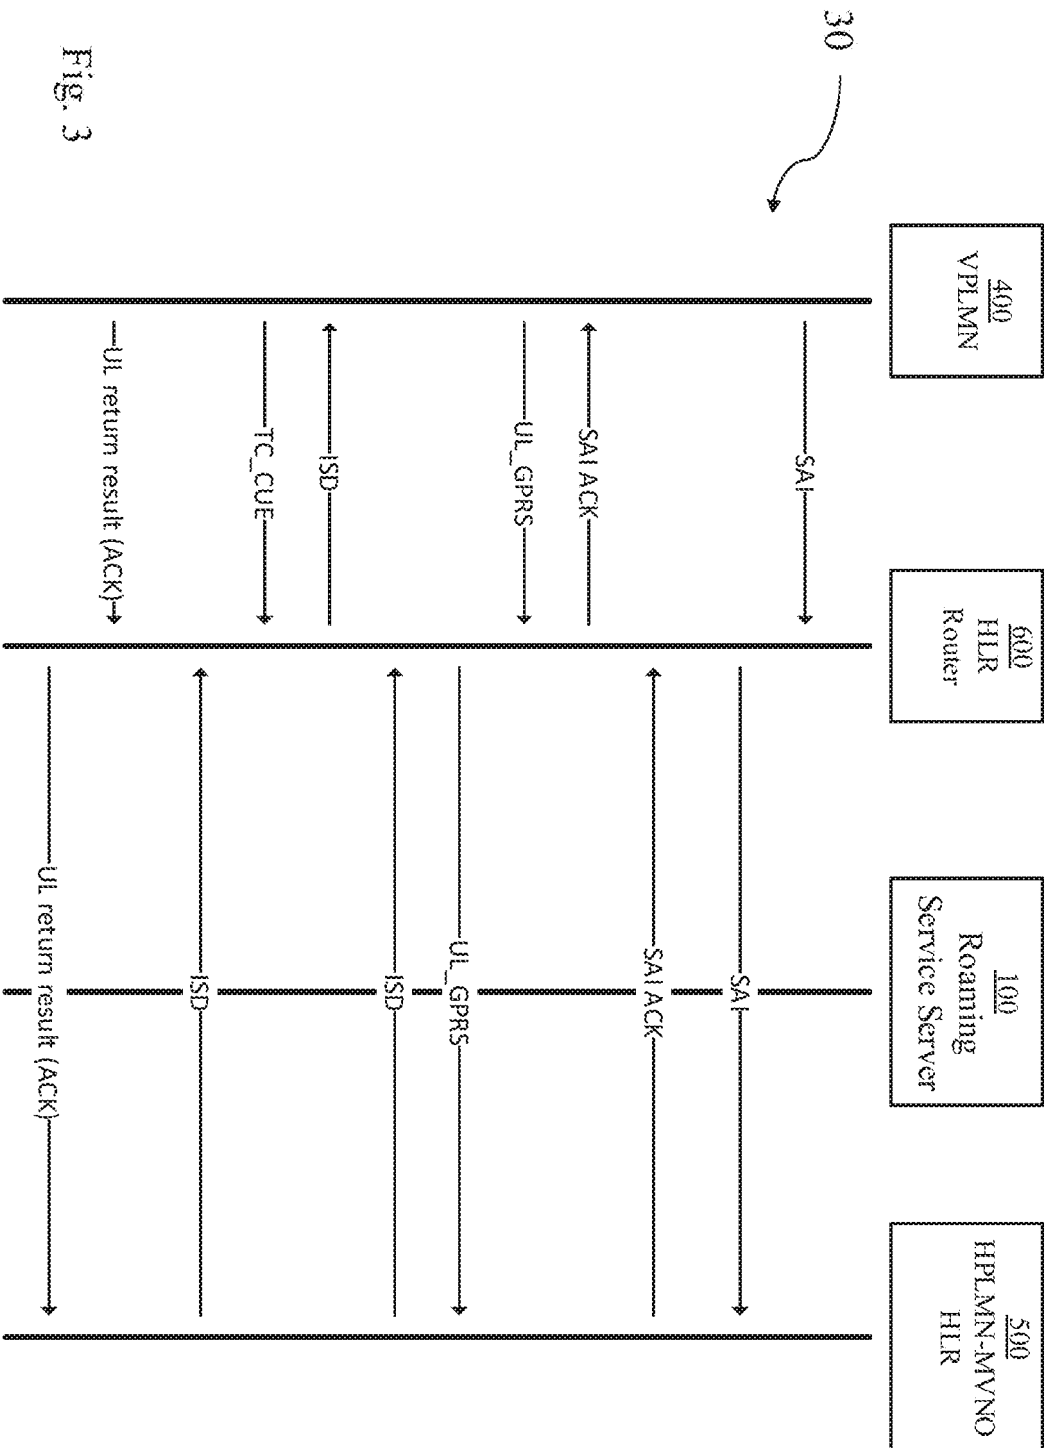 30
400
VPLMN
600
HLR
Router
100
Roaming
Service Server
500
HPLMN-MVNO
HLR
SAI
SAI
SAI ACK
SAI ACK
UL_GPRS
UL_GPRS
ISD
ISD
TC_CUE
ISD
UL return result (ACK)
UL return result (ACK)
Fig. 3